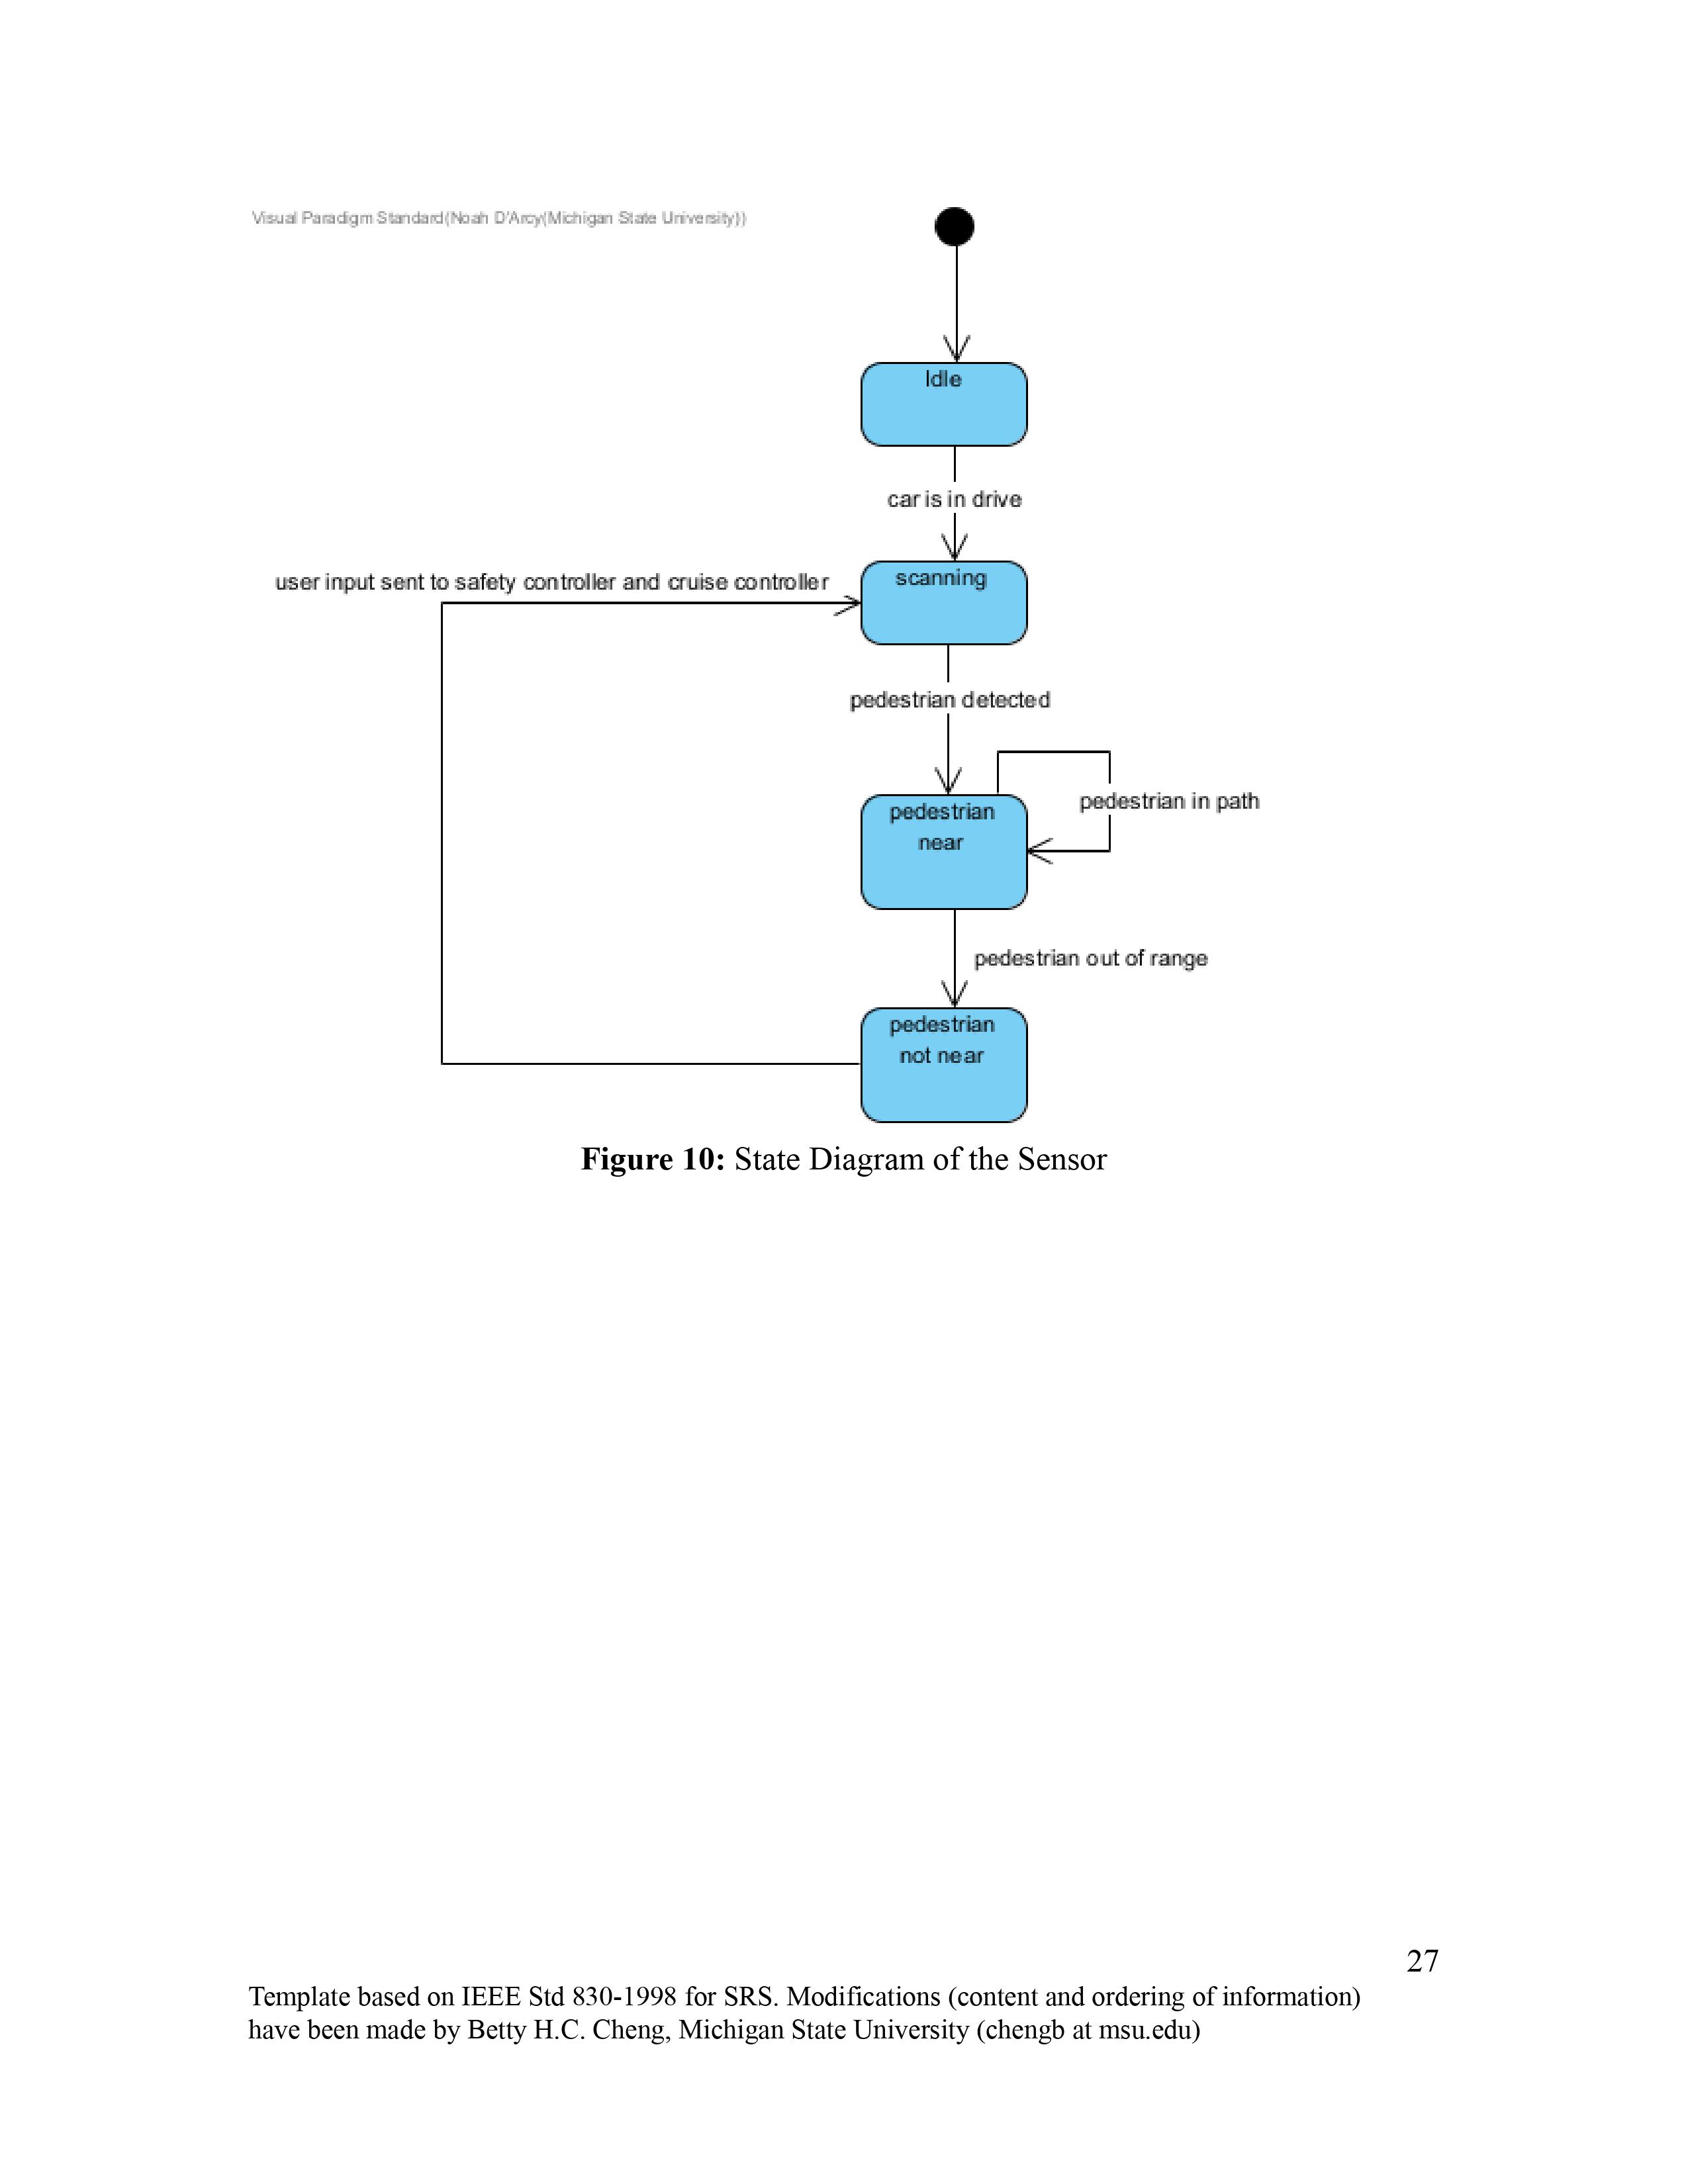 Visual Paradigm Standard(Noah D'Arcy(Michigan State University))
Idle
car is in drive
user input sent to safety controller and cruise controller
scanning
pedestrian detected
pedestrian
near
pedestrian in path
pedestrian out of range
pedestrian
not near
Figure 10: State Diagram of the Sensor
27
Template based on IEEE Std 830-1998 for SRS. Modifications (content and ordering of information)
have been made by Betty H.C. Cheng, Michigan State University (chengb at msu.edu)